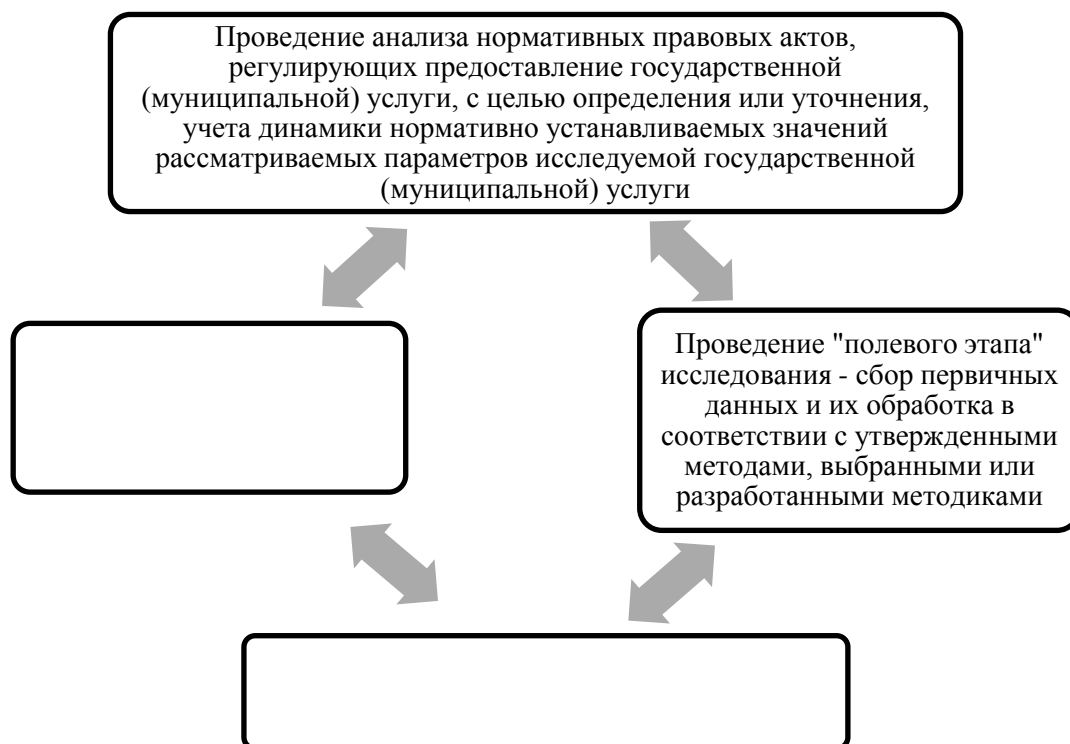 Проведение анализа нормативных правовых актов,
регулирующих предоставление государственной
(муниципальной) услуги, с целью определения или уточнения,
учета динамики нормативно устанавливаемых значений
рассматриваемых параметров исследуемой государственной
(муниципальной) услуги
Проведение "полевого этапа"
исследования - сбор первичных
данных и их обработка в
соответствии с утвержденными
методами, выбранными или
разработанными методиками